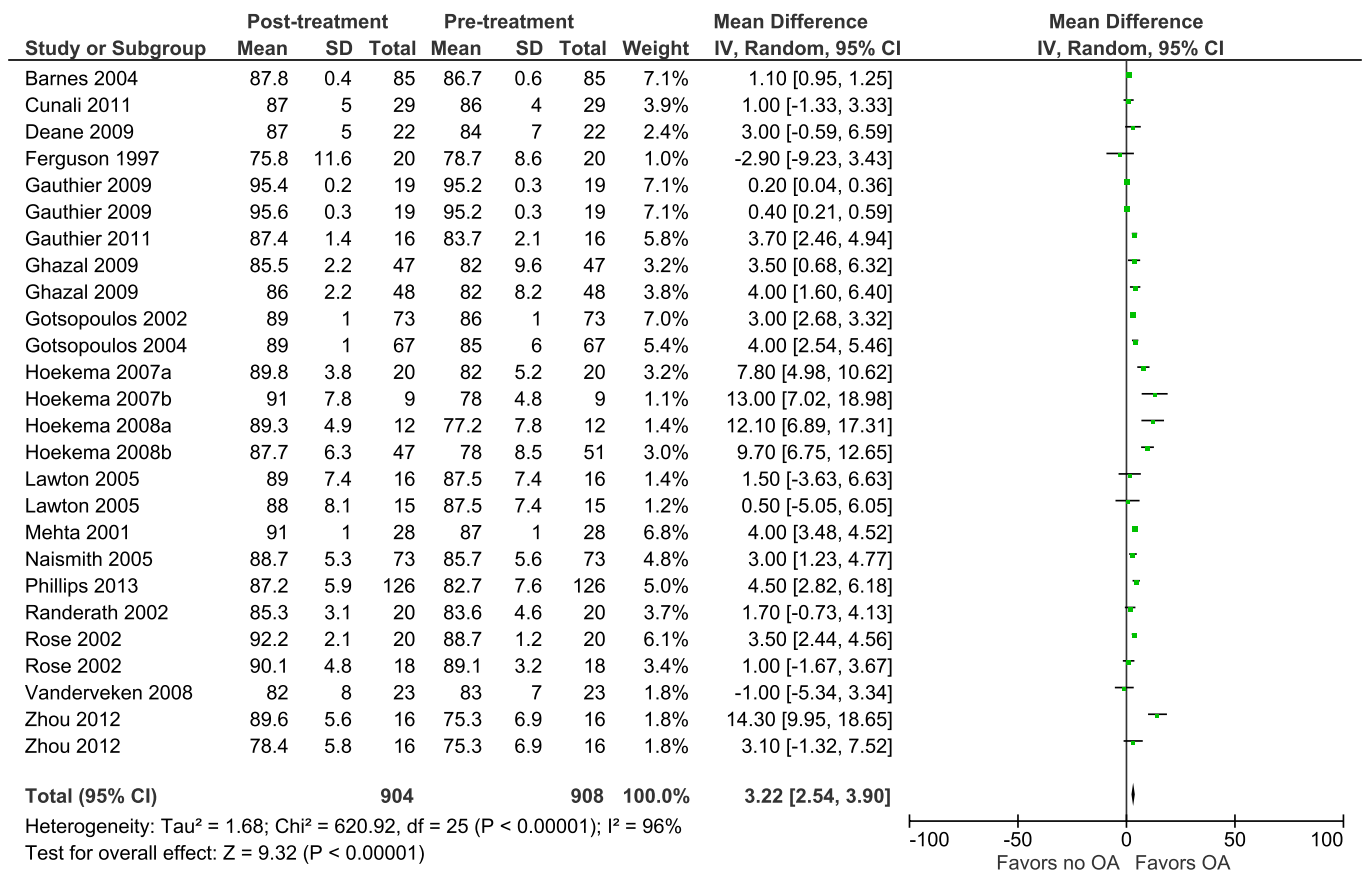 Post-treatment Pre-treatment Mean Difference Mean Difference
Study or Subgroup Mean SD Total Mean SD Total Weight IV, Random, 95% CI IV, Random, 95% CI
Barnes 2004 87.8 0.4 85 86.7 0.6 85 7.1% 1.10 [0.95, 1.25]
Cunali 2011 87 5 29 86 4 29 3.9% 1.00 [-1.33, 3.33]
Deane 2009 87 5 22 84 7 22 2.4% 3.00 [-0.59, 6.59]
Ferguson 1997 75.8 11.6 20 78.7 8.6 20 1.0% -2.90 [-9.23, 3.43]
Gauthier 2009 95.4 0.2 19 95.2 0.3 19 7.1% 0.20 [0.04, 0.36]
Gauthier 2009 95.6 0.3 19 95.2 0.3 19 7.1% 0.40 [0.21, 0.59]
Gauthier 2011 87.4 1.4 16 83.7 2.1 16 5.8% 3.70 [2.46, 4.94]
Ghazal 2009 85.5 2.2 47 82 9.6 47 3.2% 3.50 [0.68, 6.32]
Ghazal 2009 86 2.2 48 82 8.2 48 3.8% 4.00 [1.60, 6.40]
Gotsopoulos 2002 89 1 73 86 1 73 7.0% 3.00 [2.68, 3.32]
Gotsopoulos 2004 89 1 67 85 6 67 5.4% 4.00 [2.54, 5.46]
Hoekema 2007a 89.8 3.8 20 82 5.2 20 3.2% 7.80 [4.98, 10.62]
Hoekema 2007b 91 7.8 9 78 4.8 9 1.1% 13.00 [7.02, 18.98]
Hoekema 2008a 89.3 4.9 12 77.2 7.8 12 1.4% 12.10 [6.89, 17.31]
Hoekema 2008b 87.7 6.3 47 78 8.5 51 3.0% 9.70 [6.75, 12.65]
Lawton 2005 89 7.4 16 87.5 7.4 16 1.4% 1.50 [-3.63, 6.63]
Lawton 2005 88 8.1 15 87.5 7.4 15 1.2% 0.50 [-5.05, 6.05]
Mehta 2001 91 1 28 87 1 28 6.8% 4.00 [3.48, 4.52]
Naismith 2005 88.7 5.3 73 85.7 5.6 73 4.8% 3.00 [1.23, 4.77]
Phillips 2013 87.2 5.9 126 82.7 7.6 126 5.0% 4.50 [2.82, 6.18]
Randerath 2002 85.3 3.1 20 83.6 4.6 20 3.7% 1.70 [-0.73, 4.13]
Rose 2002 92.2 2.1 20 88.7 1.2 20 6.1% 3.50 [2.44, 4.56]
Rose 2002 90.1 4.8 18 89.1 3.2 18 3.4% 1.00 [-1.67, 3.67]
Vanderveken 2008 82 8 23 83 7 23 1.8% -1.00 [-5.34, 3.34]
Zhou 2012 89.6 5.6 16 75.3 6.9 16 1.8% 14.30 [9.95, 18.65]
Zhou 2012 78.4 5.8 16 75.3 6.9 16 1.8% 3.10 [-1.32, 7.52]
Total (95% CI) 904 908 100.0% 3.22 [2.54, 3.90]
Heterogeneity: Tau² = 1.68; Chi² = 620.92, df = 25 (P < 0.00001); I² = 96%
Test for overall effect: Z = 9.32 (P < 0.00001)
-100 -50 0 50 100
Favors no OA Favors OA